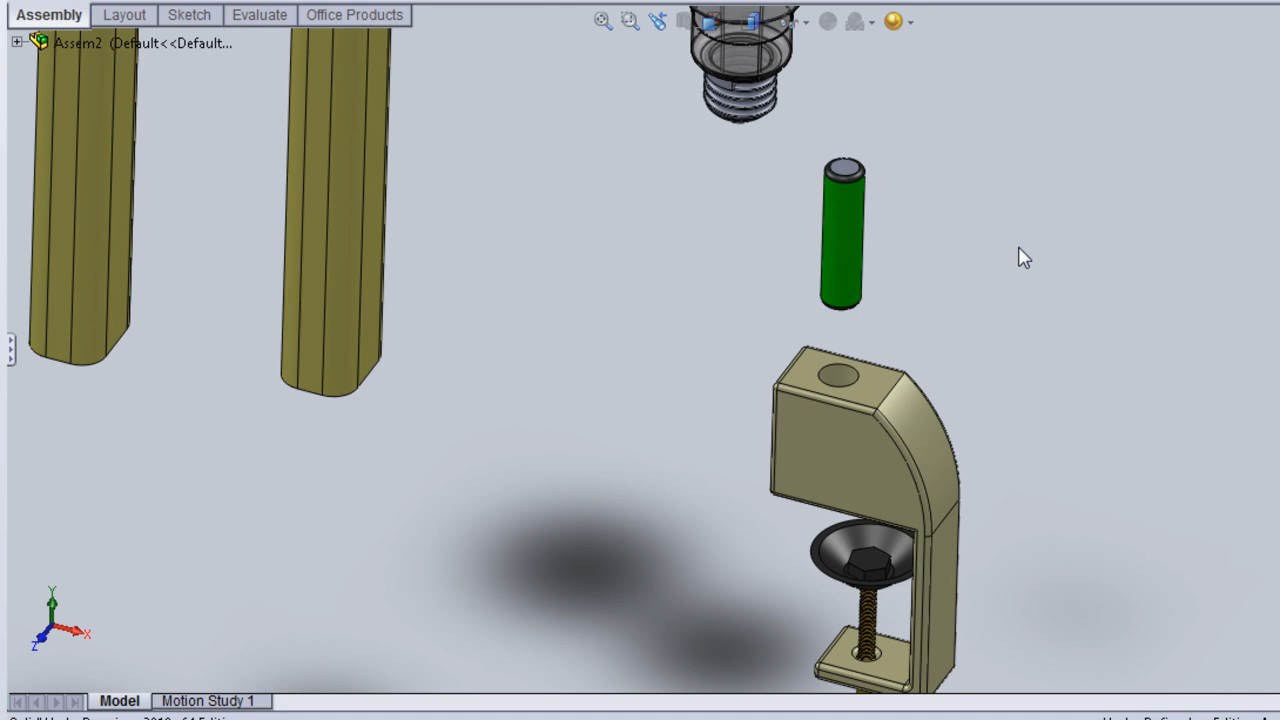 Assembly Layout Sketch Evaluate Office Products
Assem2 (Default<<Default...
Y
X
Z
Model Motion Study 1